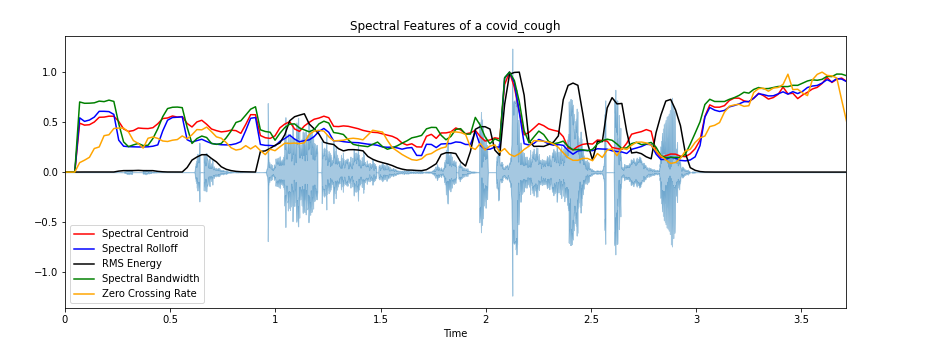 Spectral Features of a covid_cough
1.0
0.5
0.0
−0.5
−1.0
Spectral Centroid
Spectral Rolloff
RMS Energy
Spectral Bandwidth
Zero Crossing Rate
0 0.5 1 1.5 2 2.5 3 3.5
Time